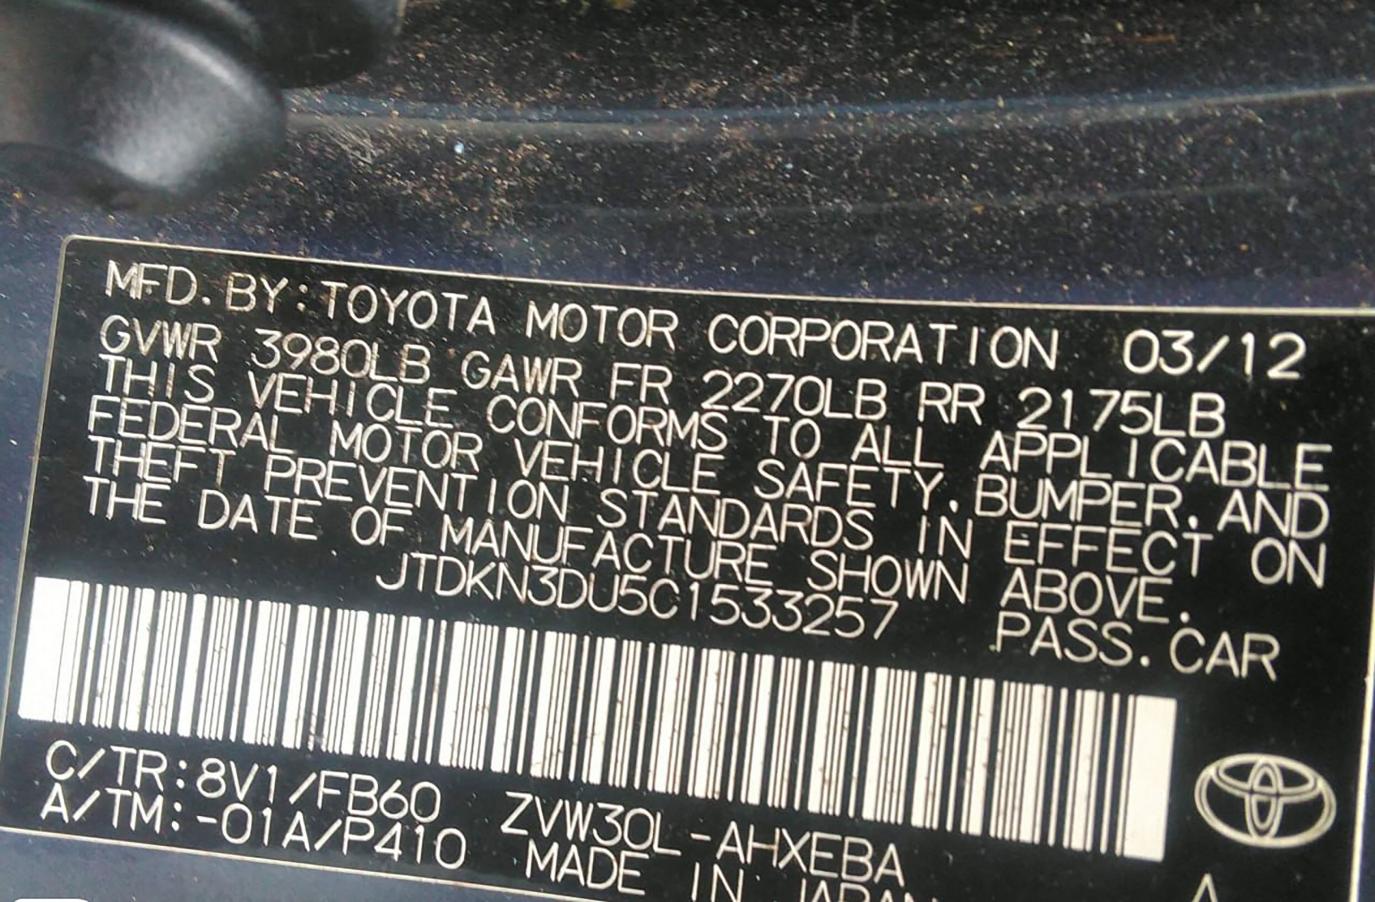 MFD. BY:TOYOTA MOTOR CORPORATION 03/12
GVWR 3980LB GAWR FR 2270LB RR 2175LB
THIS VEHICLE CONFORMS TO ALL APPLICABLE
FEDERAL MOTOR VEHICLE SAFETY, BUMPER, AND
THEFT PREVENTION STANDARDS IN EFFECT ON
THE DATE OF MANUFACTURE SHOWN ABOVE.
JTDKN3DU5C1533257 PASS. CAR
C/TR:8V1/FB60 ZVW30L-AHXEBA
A/TM:-01A/P410 MADE IN JAPAN